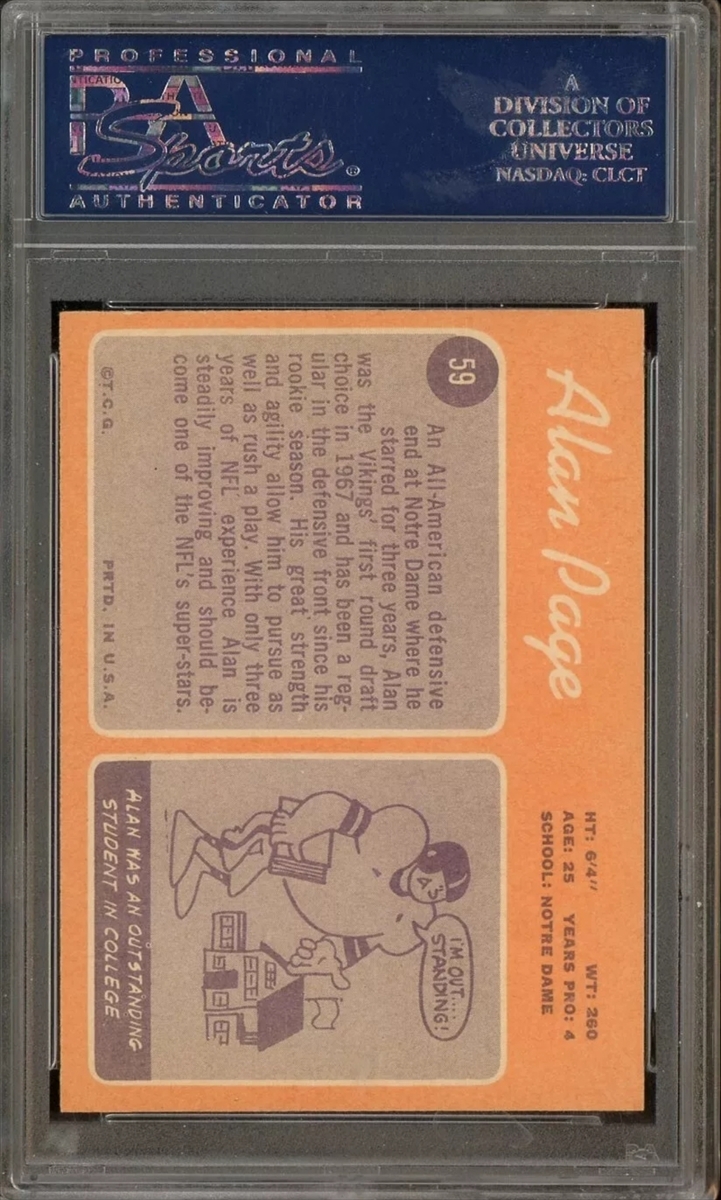 PROFESSIONAL
PSA
Sports®
AUTHENTICATOR
A
DIVISION OF
COLLECTORS
UNIVERSE
NASDAQ: CLCT
Alan Page
HT: 6'4" WT: 260
AGE: 25 YEARS PRO: 4
SCHOOL: NOTRE DAME
59
An All-American defensive
end at Notre Dame where he
starred for three years, Alan
was the Vikings' first round draft
choice in 1967 and has been a reg-
ular in the defensive front since his
rookie season. His great strength
and agility allow him to pursue as
well as rush a play. With only three
years of NFL experience Alan is
steadily improving and should be-
come one of the NFL's super-stars.
©T.C.G. PRTD. IN U.S.A.
I'M OUT....
STANDING!
43
ALAN WAS AN OUTSTANDING
STUDENT IN COLLEGE.
PSA